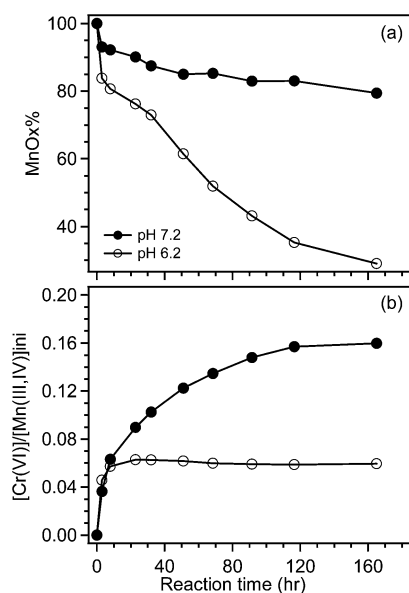 100
(a)
80
MnOx%
60
40
pH 7.2
pH 6.2
0.20
(b)
0.16
[Cr(VI)]/[Mn(III,IV)]ini
0.12
0.08
0.04
0.00
0 40 80 120 160
Reaction time (hr)